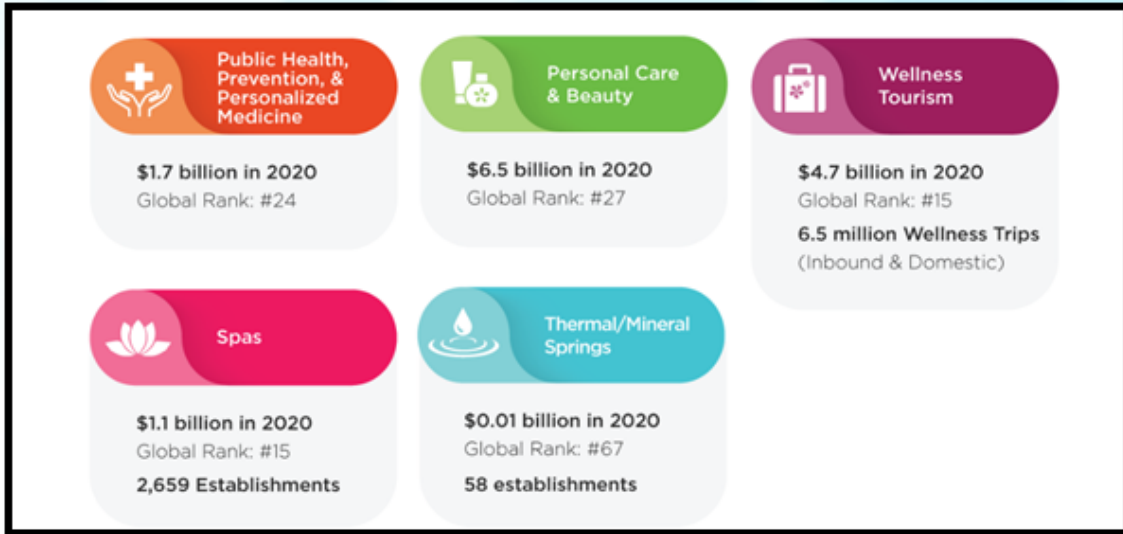 Public Health,
Prevention, &
Personalized
Medicine
$1.7 billion in 2020
Global Rank: #24
Personal Care
& Beauty
$6.5 billion in 2020
Global Rank: #27
Wellness
Tourism
$4.7 billion in 2020
Global Rank: #15
6.5 million Wellness Trips
(Inbound & Domestic)
Spas
$1.1 billion in 2020
Global Rank: #15
2,659 Establishments
Thermal/Mineral
Springs
$0.01 billion in 2020
Global Rank: #67
58 establishments